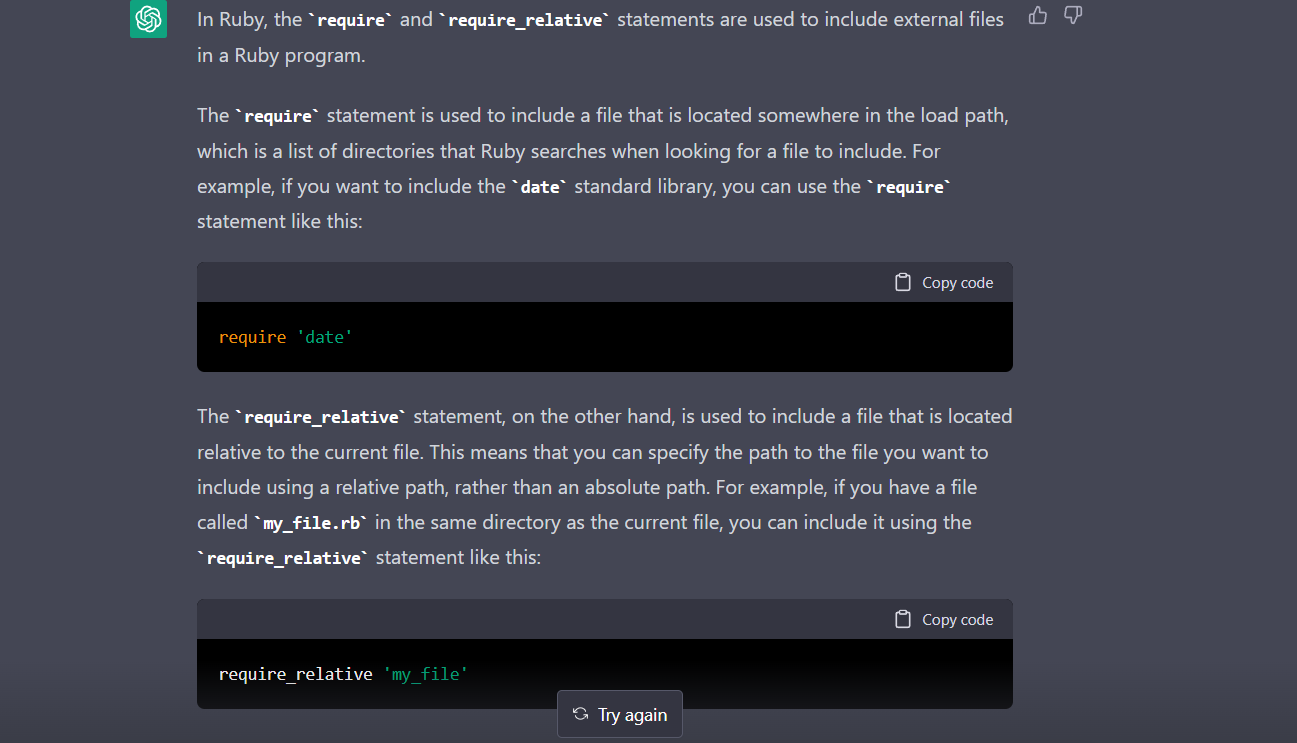 In Ruby, the `require` and `require_relative` statements are used to include external files
in a Ruby program.
The `require` statement is used to include a file that is located somewhere in the load path,
which is a list of directories that Ruby searches when looking for a file to include. For
example, if you want to include the `date` standard library, you can use the `require`
statement like this:
Copy code
require 'date'
The `require_relative` statement, on the other hand, is used to include a file that is located
relative to the current file. This means that you can specify the path to the file you want to
include using a relative path, rather than an absolute path. For example, if you have a file
called `my_file.rb` in the same directory as the current file, you can include it using the
`require_relative` statement like this:
Copy code
require_relative 'my_file'
Try again